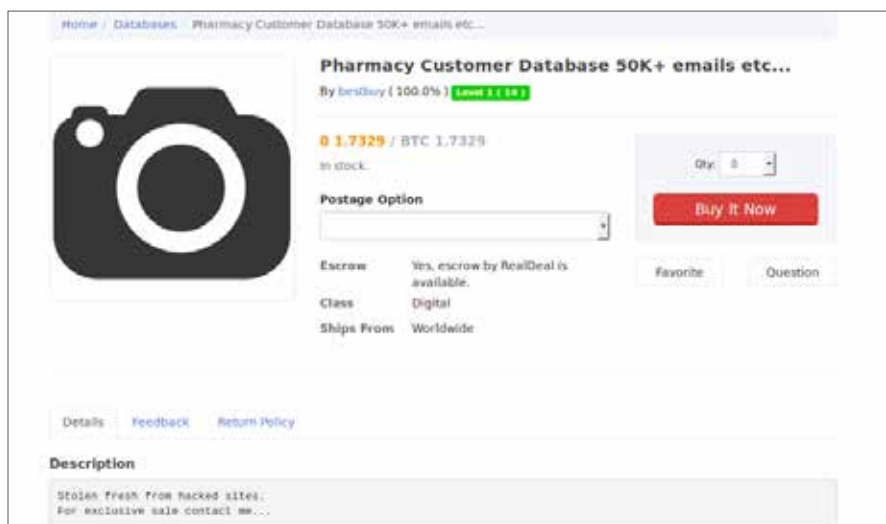 Home / Databases / Pharmacy Customer Database 50K+ emails etc...
Pharmacy Customer Database 50K+ emails etc...
By bestbuy ( 100.0% ) Level 1 ( 14 )
1.7329 / BTC 1.7329
In stock.
Qty:
Postage Option
Buy It Now
Escrow Yes, escrow by RealDeal is available.
Favorite Question
Class Digital
Ships From Worldwide
Details Feedback Return Policy
Description
Stolen fresh from hacked sites.
For exclusive sale contact me...